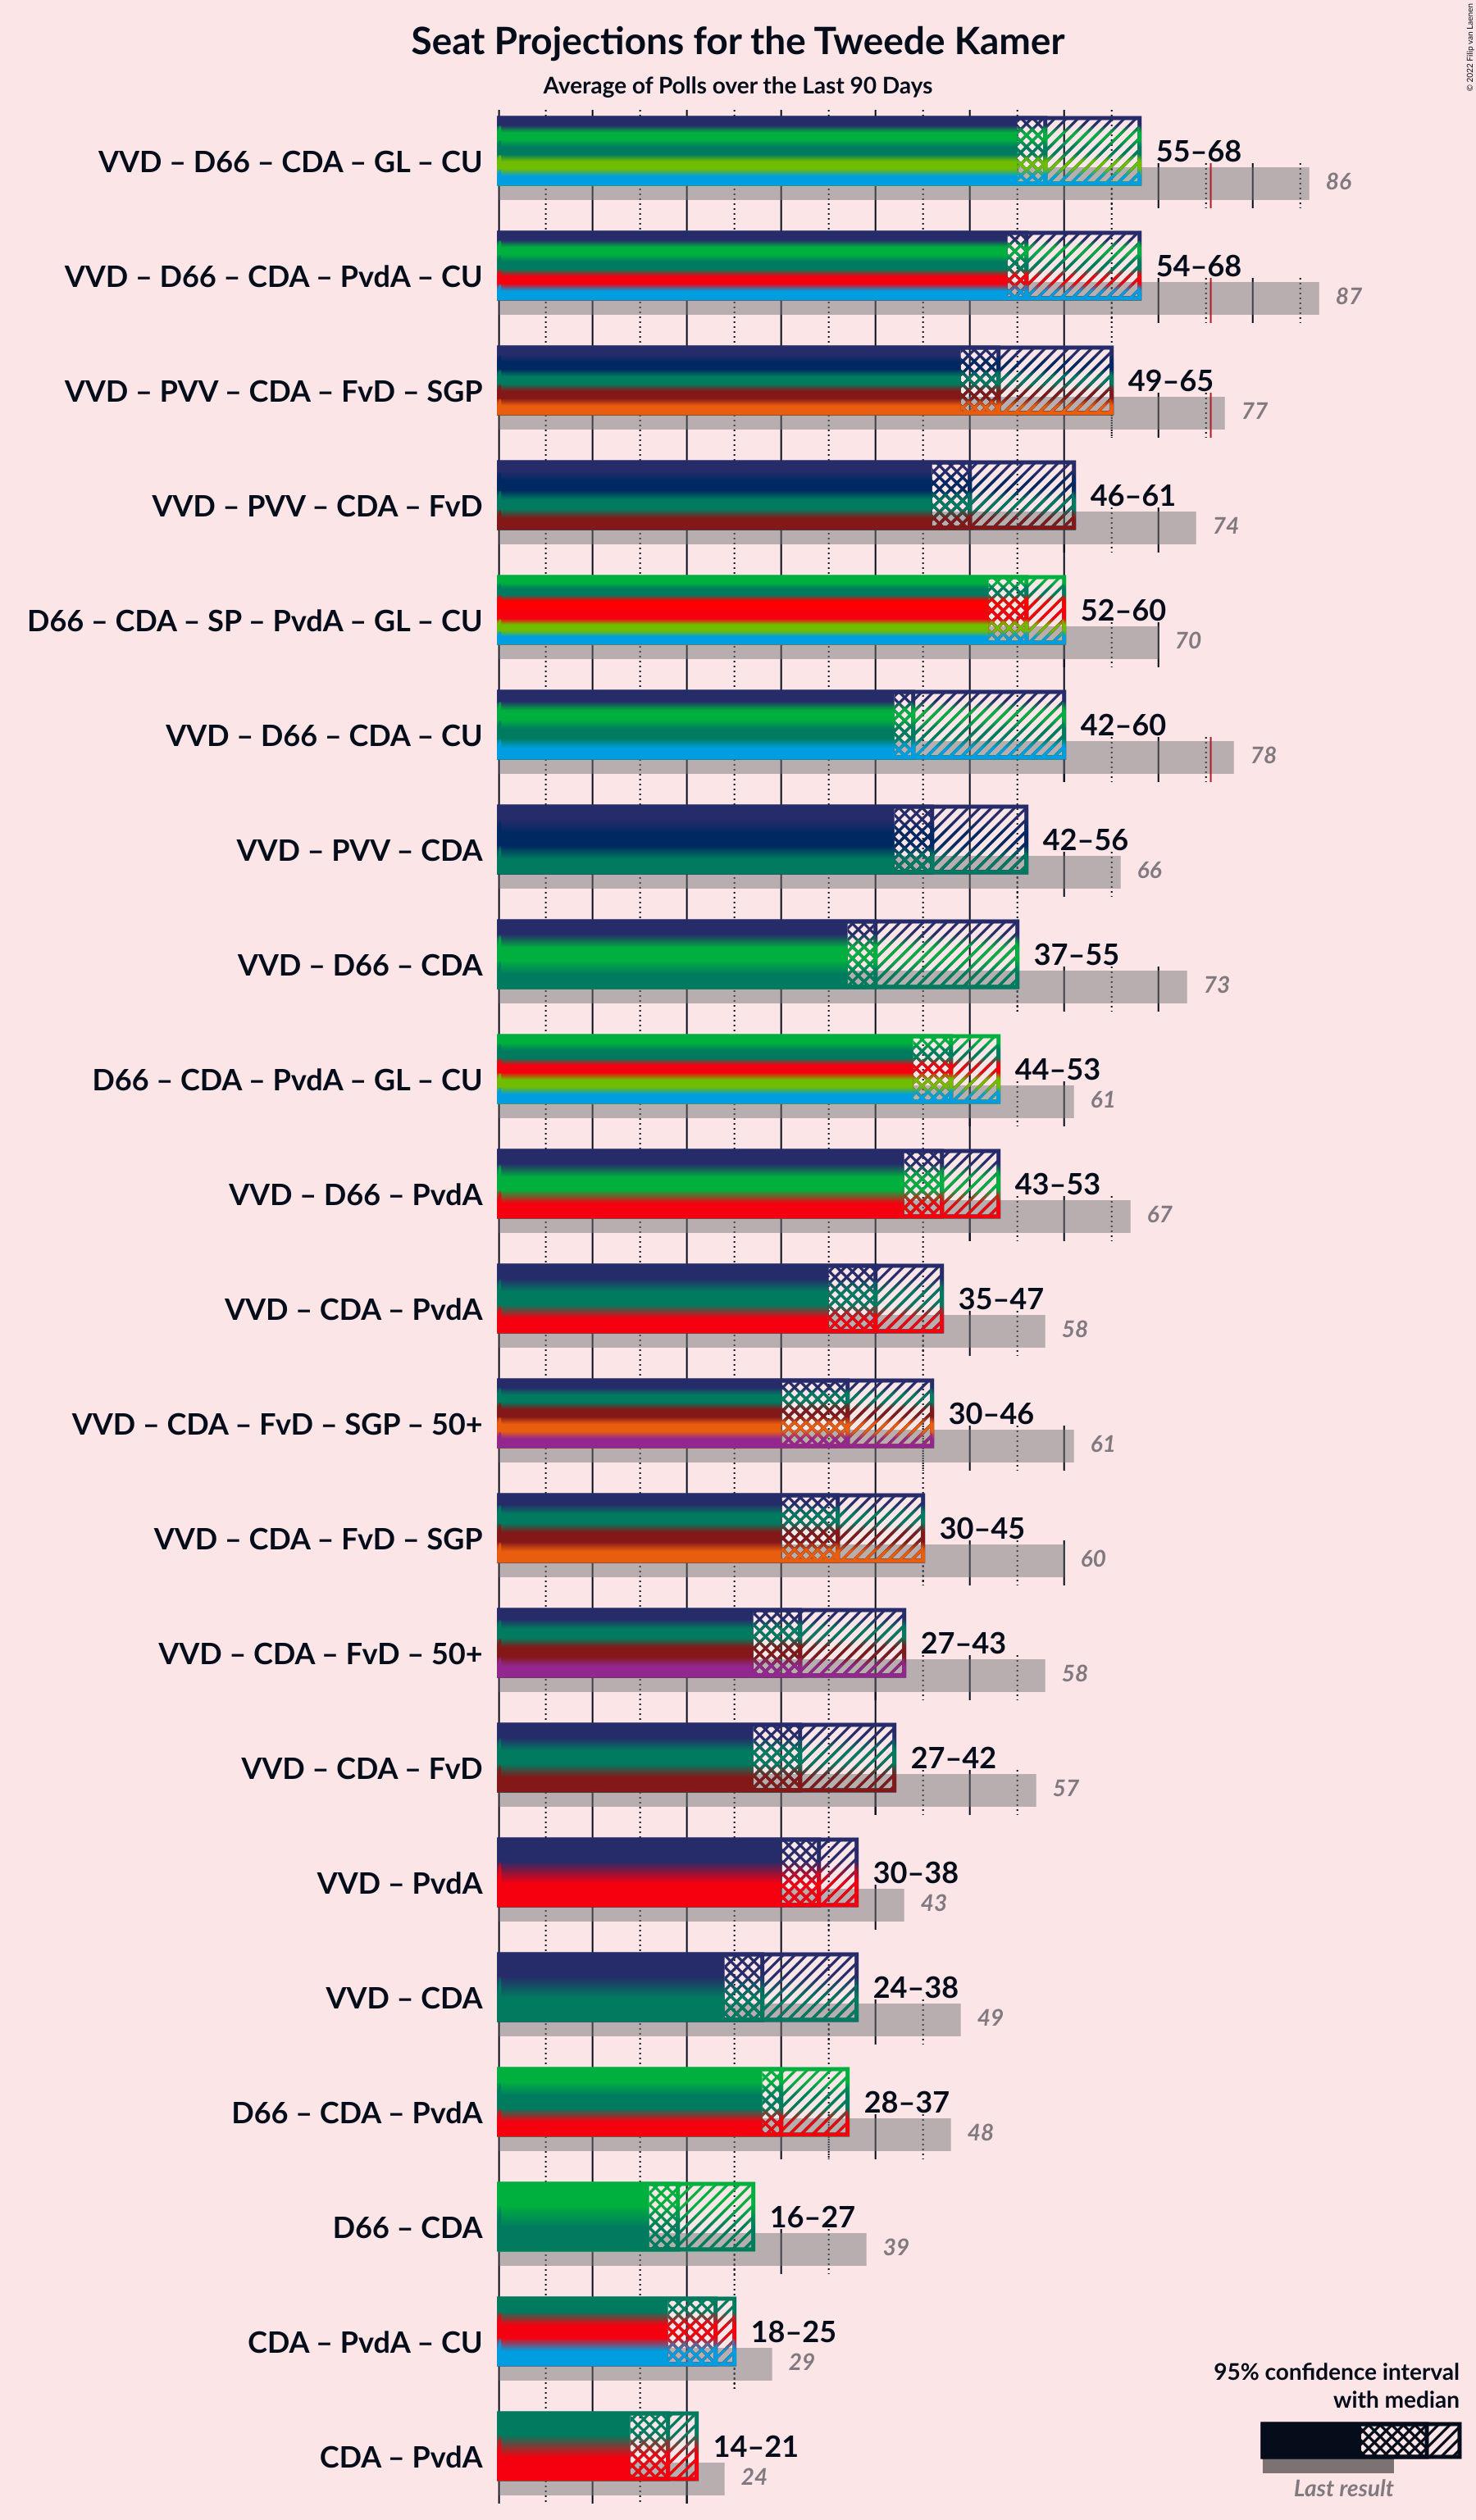 Seat Projections for the Tweede Kamer
Average of Polls over the Last 90 Days
© 2022 Filip van Laenen
VVD – D66 – CDA – GL – CU
55–68
86
VVD – D66 – CDA – PvdA – CU
54–68
87
VVD – PVV – CDA – FvD – SGP
49–65
77
VVD – PVV – CDA – FvD
46–61
74
D66 – CDA – SP – PvdA – GL – CU
52–60
70
VVD – D66 – CDA – CU
42–60
78
VVD – PVV – CDA
42–56
66
VVD – D66 – CDA
37–55
73
D66 – CDA – PvdA – GL – CU
44–53
61
VVD – D66 – PvdA
43–53
67
VVD – CDA – PvdA
35–47
58
VVD – CDA – FvD – SGP – 50+
30–46
61
VVD – CDA – FvD – SGP
30–45
60
VVD – CDA – FvD – 50+
27–43
58
VVD – CDA – FvD
27–42
57
VVD – PvdA
30–38
43
VVD – CDA
24–38
49
D66 – CDA – PvdA
28–37
48
D66 – CDA
16–27
39
CDA – PvdA – CU
18–25
29
CDA – PvdA
14–21
24
95% confidence interval
with median
Last result